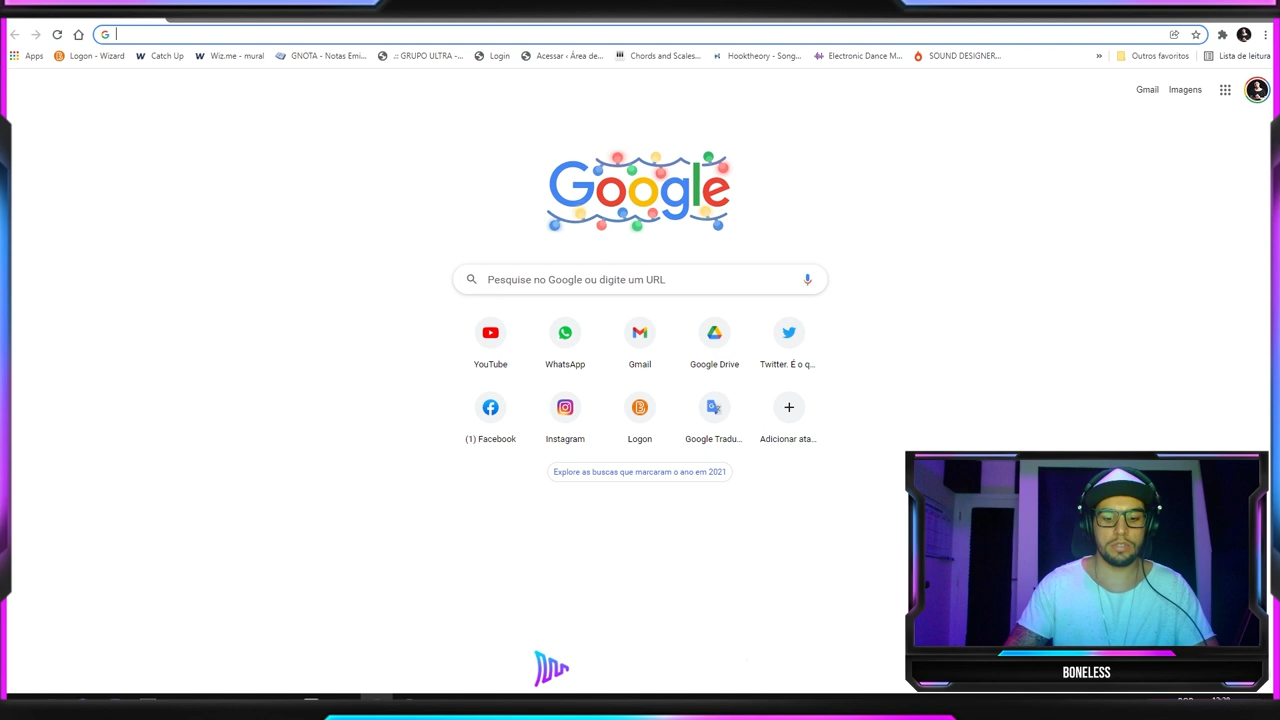 Apps
Logon - Wizard
Catch Up
Wiz.me - mural
GNOTA - Notas Emi...
.:: GRUPO ULTRA -...
Login
Acessar ‹ Área de...
Chords and Scales...
Hooktheory - Song...
Electronic Dance M...
SOUND DESIGNER...
»
Outros favoritos
Lista de leitura
Gmail
Imagens
Google
Pesquise no Google ou digite um URL
YouTube
WhatsApp
Gmail
Google Drive
Twitter. É o q...
(1) Facebook
Instagram
Logon
Google Tradu...
Adicionar ata...
Explore as buscas que marcaram o ano em 2021
BONELESS